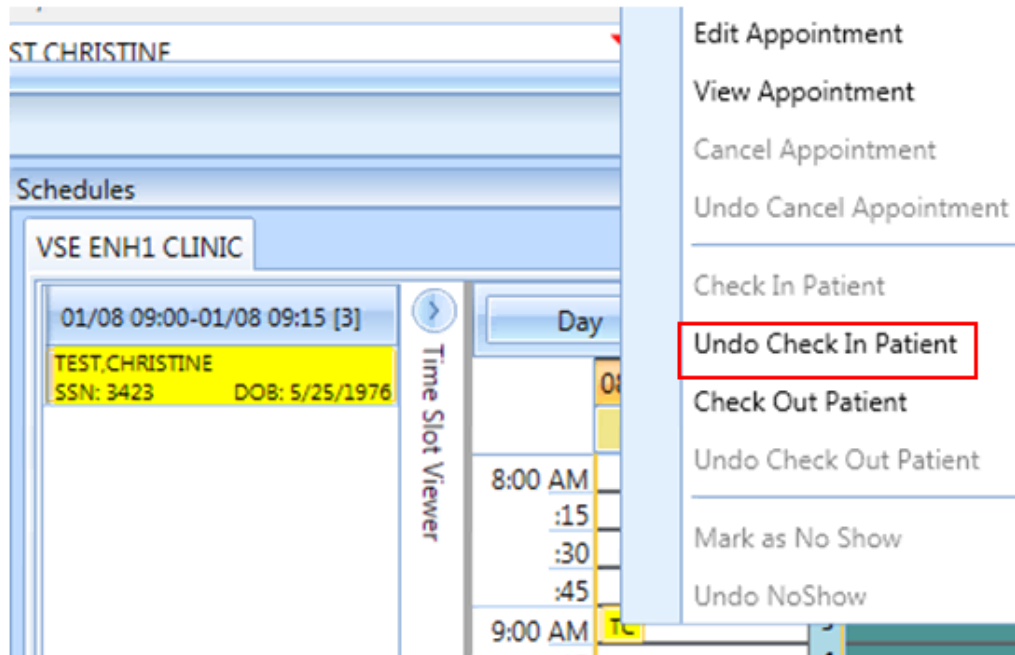 ST CHRISTINE
Schedules
VSE ENH1 CLINIC
01/08 09:00-01/08 09:15 [3]
TEST,CHRISTINE
SSN: 3423 DOB: 5/25/1976
Time Slot Viewer
Day
8:00 AM
:15
:30
:45
9:00 AM
TC
Edit Appointment
View Appointment
Cancel Appointment
Undo Cancel Appointment
Check In Patient
Undo Check In Patient
Check Out Patient
Undo Check Out Patient
Mark as No Show
Undo NoShow